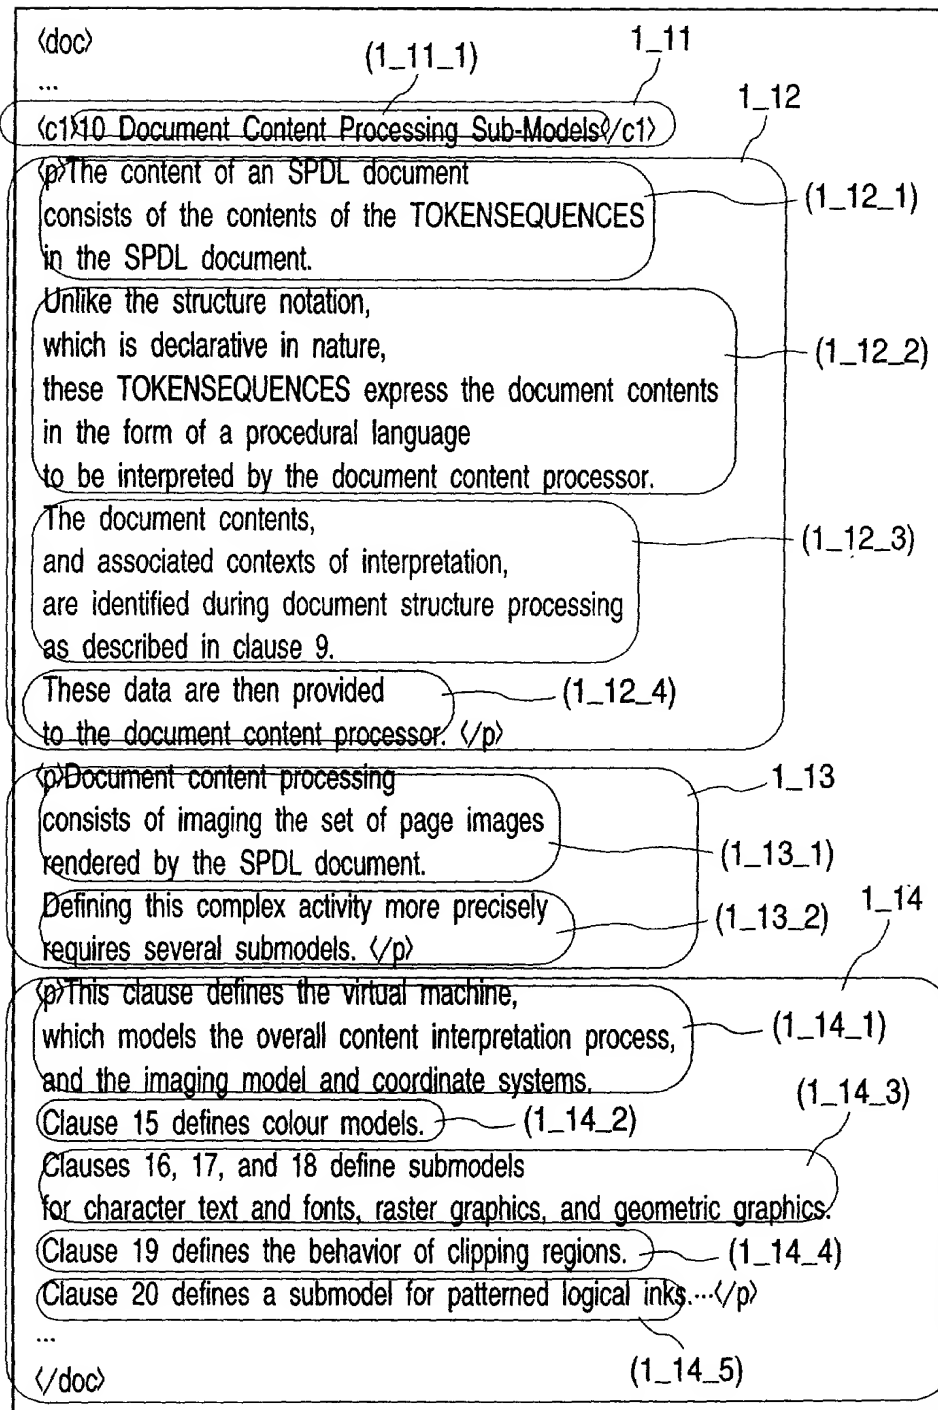 〈doc〉
(1_11_1)
1_11
...
1_12
〈c1〉10 Document Content Processing Sub-Models〈/c1〉
〈p〉The content of an SPDL document
(1_12_1)
consists of the contents of the TOKENSEQUENCES
in the SPDL document.
Unlike the structure notation,
which is declarative in nature,
(1_12_2)
these TOKENSEQUENCES express the document contents
in the form of a procedural language
to be interpreted by the document content processor.
The document contents,
(1_12_3)
and associated contexts of interpretation,
are identified during document structure processing
as described in clause 9.
These data are then provided
(1_12_4)
to the document content processor. 〈/p〉
〈p〉Document content processing
1_13
consists of imaging the set of page images
rendered by the SPDL document.
(1_13_1)
Defining this complex activity more precisely
(1_13_2)
1_14
requires several submodels. 〈/p〉
〈p〉This clause defines the virtual machine,
which models the overall content interpretation process,
(1_14_1)
and the imaging model and coordinate systems.
(1_14_3)
Clause 15 defines colour models.
(1_14_2)
Clauses 16, 17, and 18 define submodels
for character text and fonts, raster graphics, and geometric graphics.
Clause 19 defines the behavior of clipping regions.
(1_14_4)
Clause 20 defines a submodel for patterned logical inks.···〈/p〉
...
(1_14_5)
〈/doc〉